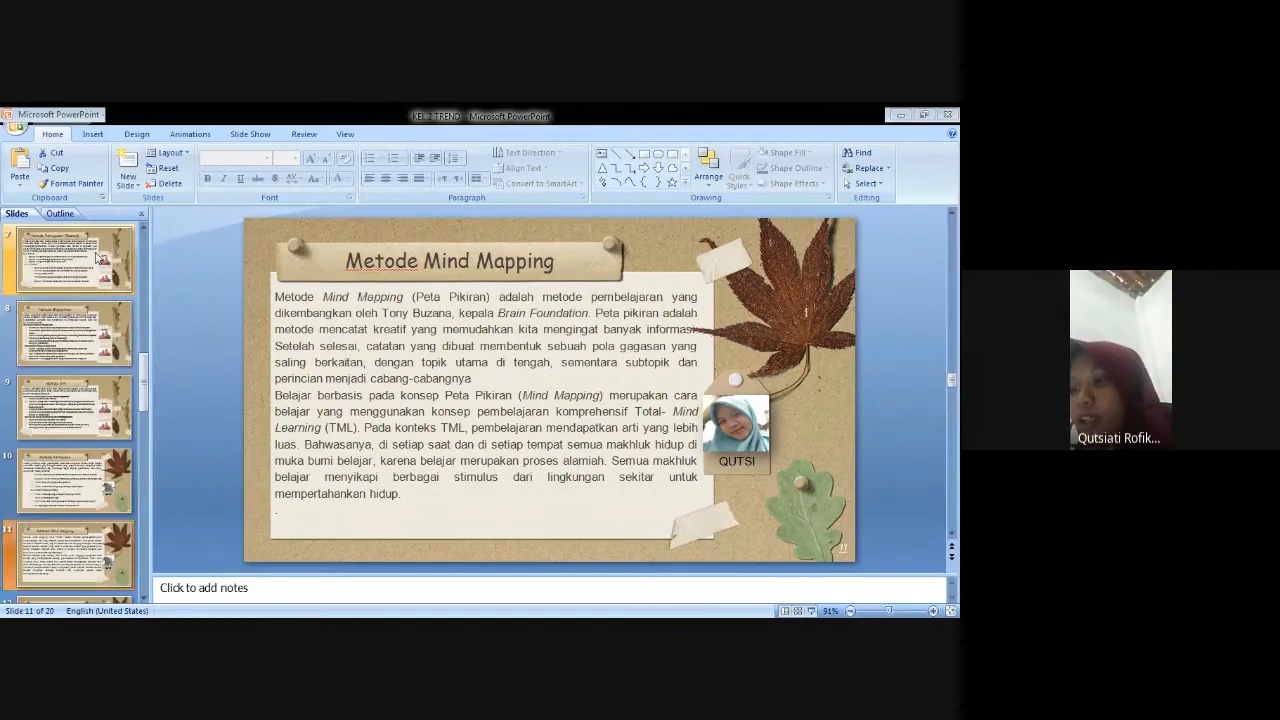 Microsoft PowerPoint -
KEL 2 TREND - Microsoft PowerPoint
Home Insert Design Animations Slide Show Review View
Paste
Cut
Copy
Format Painter
Clipboard
New Slide
Layout
Reset
Delete
Slides
Font
Text Direction
Align Text
Convert to SmartArt
Paragraph
Arrange
Quick Styles
Shape Fill
Shape Outline
Shape Effects
Drawing
Find
Replace
Select
Editing
Slides Outline
7
8
9
10
11
Metode Mind Mapping
Metode Mind Mapping (Peta Pikiran) adalah metode pembelajaran yang
dikembangkan oleh Tony Buzana, kepala Brain Foundation. Peta pikiran adalah
metode mencatat kreatif yang memudahkan kita mengingat banyak informasi.
Setelah selesai, catatan yang dibuat membentuk sebuah pola gagasan yang
saling berkaitan, dengan topik utama di tengah, sementara subtopik dan
perincian menjadi cabang-cabangnya
Belajar berbasis pada konsep Peta Pikiran (Mind Mapping) merupakan cara
belajar yang menggunakan konsep pembelajaran komprehensif Total- Mind
Learning (TML). Pada konteks TML, pembelajaran mendapatkan arti yang lebih
luas. Bahwasanya, di setiap saat dan di setiap tempat semua makhluk hidup di
muka bumi belajar, karena belajar merupakan proses alamiah. Semua makhluk
belajar menyikapi berbagai stimulus dari lingkungan sekitar untuk
mempertahankan hidup.
.
QUTSI
11
Click to add notes
Slide 11 of 20 English (United States) 91%
Qutsiati Rofik...